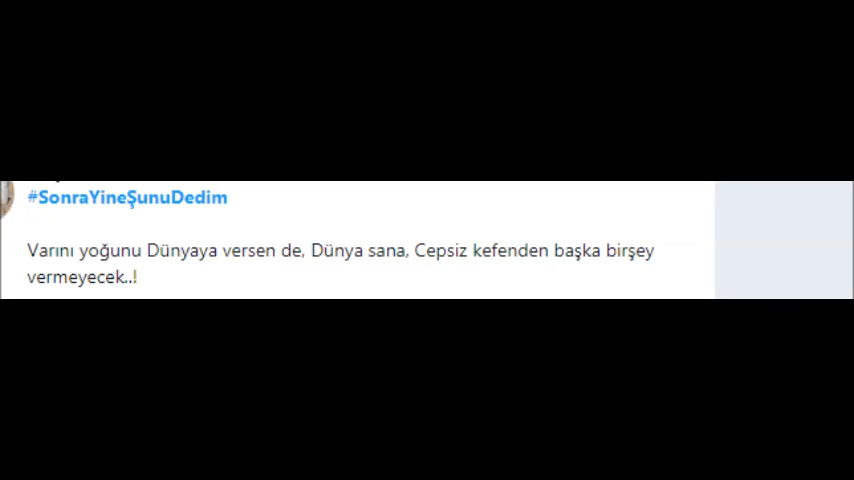 #SonraYineŞunuDedim
Varını yoğunu Dünyaya versen de, Dünya sana, Cepsiz kefenden başka birşey
vermeyecek..!